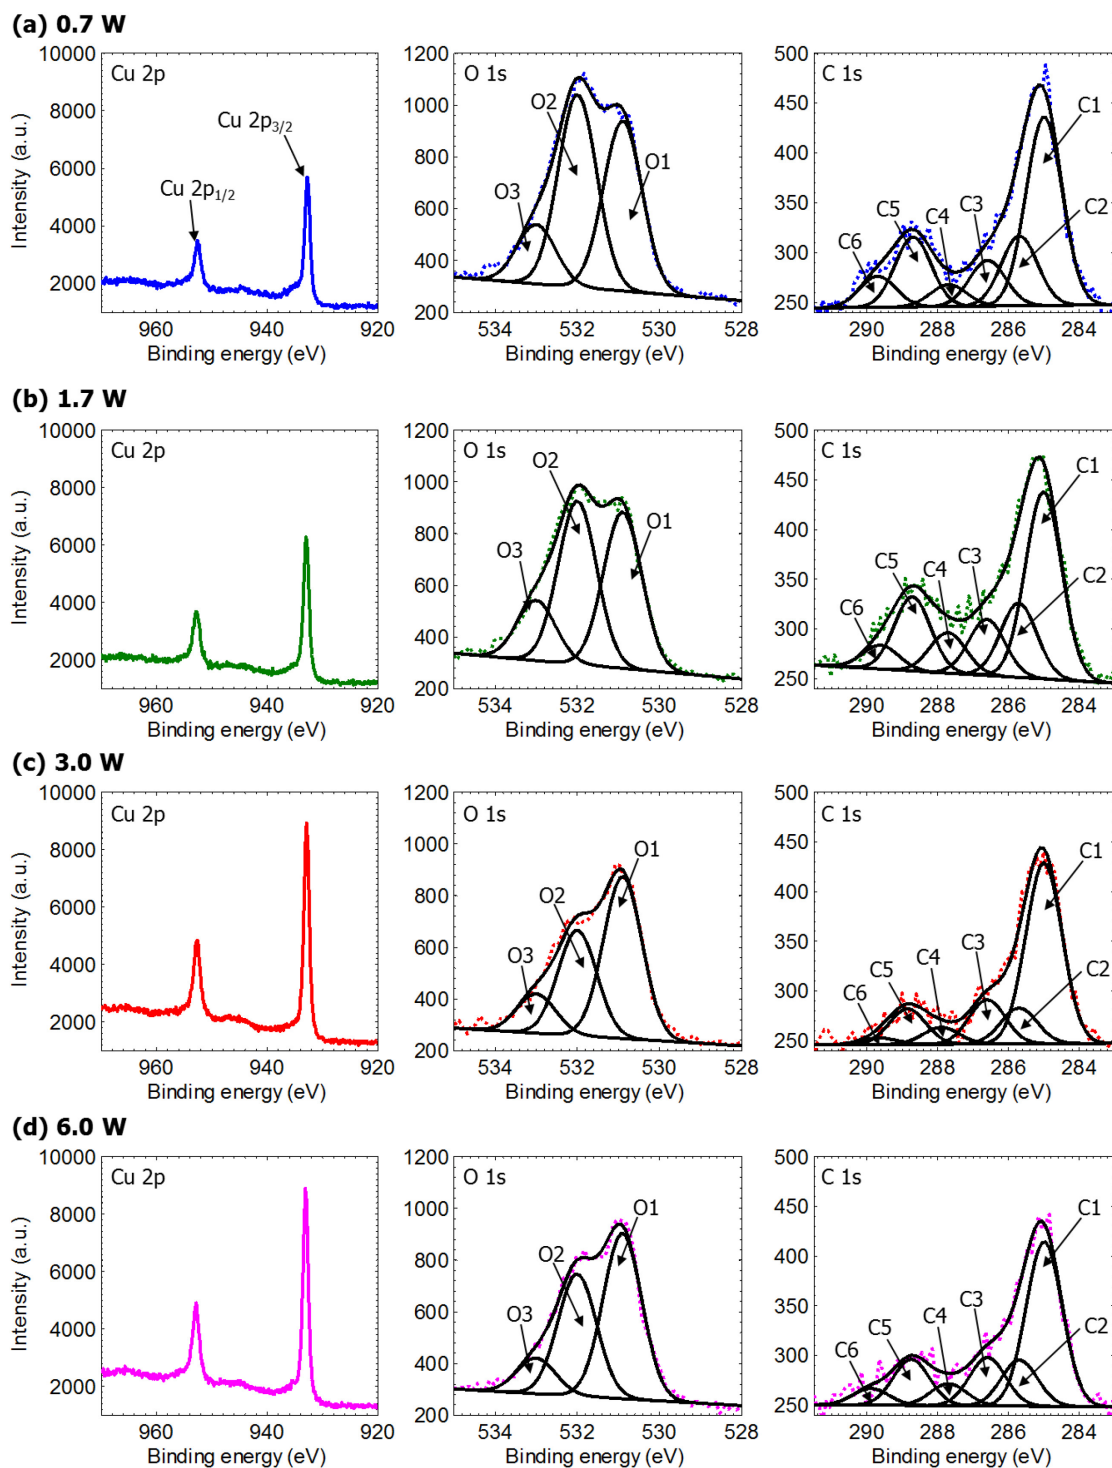 (a) 0.7 W
Cu 2p
Cu 2p3/2
Cu 2p1/2
Intensity (a.u.)
10000
8000
6000
4000
2000
960
940
920
Binding energy (eV)
O 1s
O2
O3
O1
1200
1000
800
600
400
200
534
532
530
528
Binding energy (eV)
C 1s
C1
C2
C3
C4
C5
C6
500
450
400
350
300
250
290
288
286
284
Binding energy (eV)
(b) 1.7 W
Cu 2p
Intensity (a.u.)
10000
8000
6000
4000
2000
960
940
920
Binding energy (eV)
O 1s
O2
O3
O1
1200
1000
800
600
400
200
534
532
530
528
Binding energy (eV)
C 1s
C1
C2
C3
C4
C5
C6
500
450
400
350
300
250
290
288
286
284
Binding energy (eV)
(c) 3.0 W
Cu 2p
Intensity (a.u.)
10000
8000
6000
4000
2000
960
940
920
Binding energy (eV)
O 1s
O1
O2
O3
1200
1000
800
600
400
200
534
532
530
528
Binding energy (eV)
C 1s
C1
C2
C3
C4
C5
C6
500
450
400
350
300
250
290
288
286
284
Binding energy (eV)
(d) 6.0 W
Cu 2p
Intensity (a.u.)
10000
8000
6000
4000
2000
960
940
920
Binding energy (eV)
O 1s
O1
O2
O3
1200
1000
800
600
400
200
534
532
530
528
Binding energy (eV)
C 1s
C1
C2
C3
C4
C5
C6
500
450
400
350
300
250
290
288
286
284
Binding energy (eV)